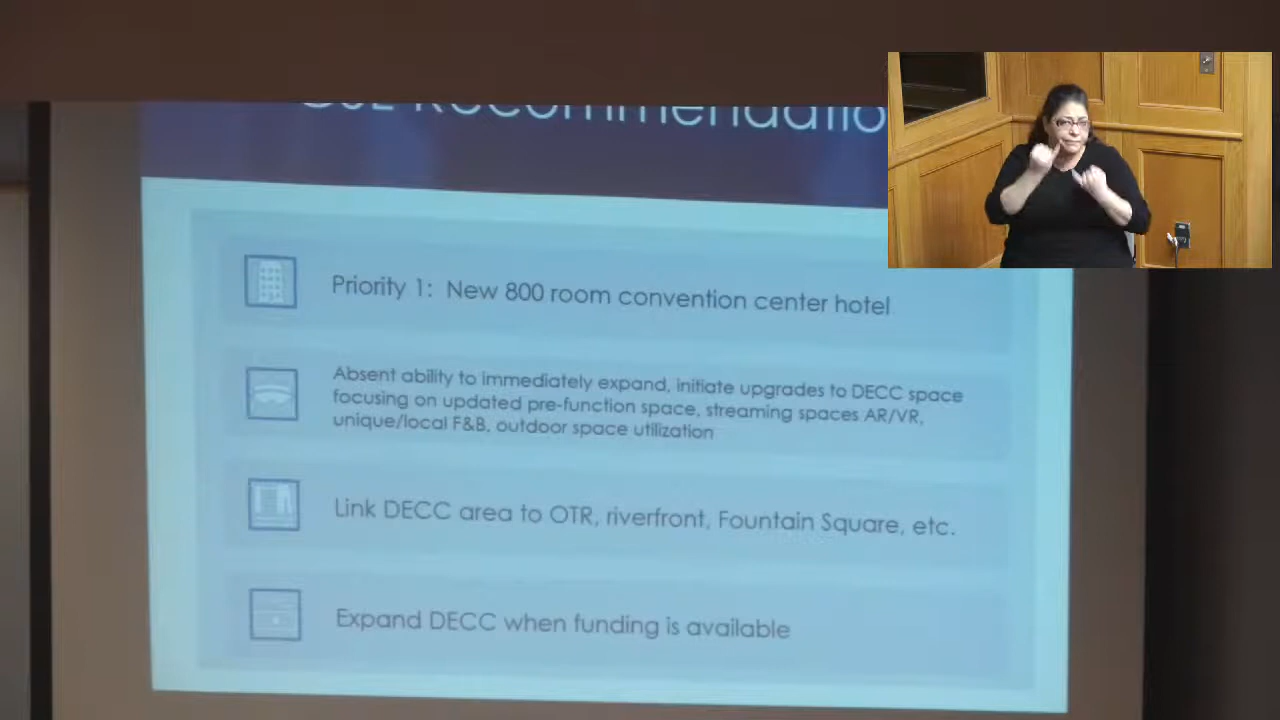 Recommendatio
Priority 1: New 800 room convention center hotel
Absent ability to immediately expand, initiate upgrades to DECC space
focusing on updated pre-function space, streaming spaces AR/VR,
unique/local F&B, outdoor space utilization
Link DECC area to OTR, riverfront, Fountain Square, etc.
Expand DECC when funding is available